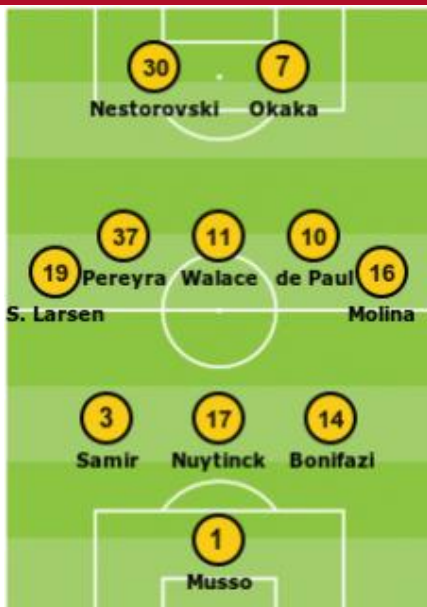 30 7
Nestorovski Okaka
37 11 10
19 Pereyra Walace de Paul 16
S. Larsen Molina
3 17 14
Samir Nuytinck Bonifazi
1
Musso